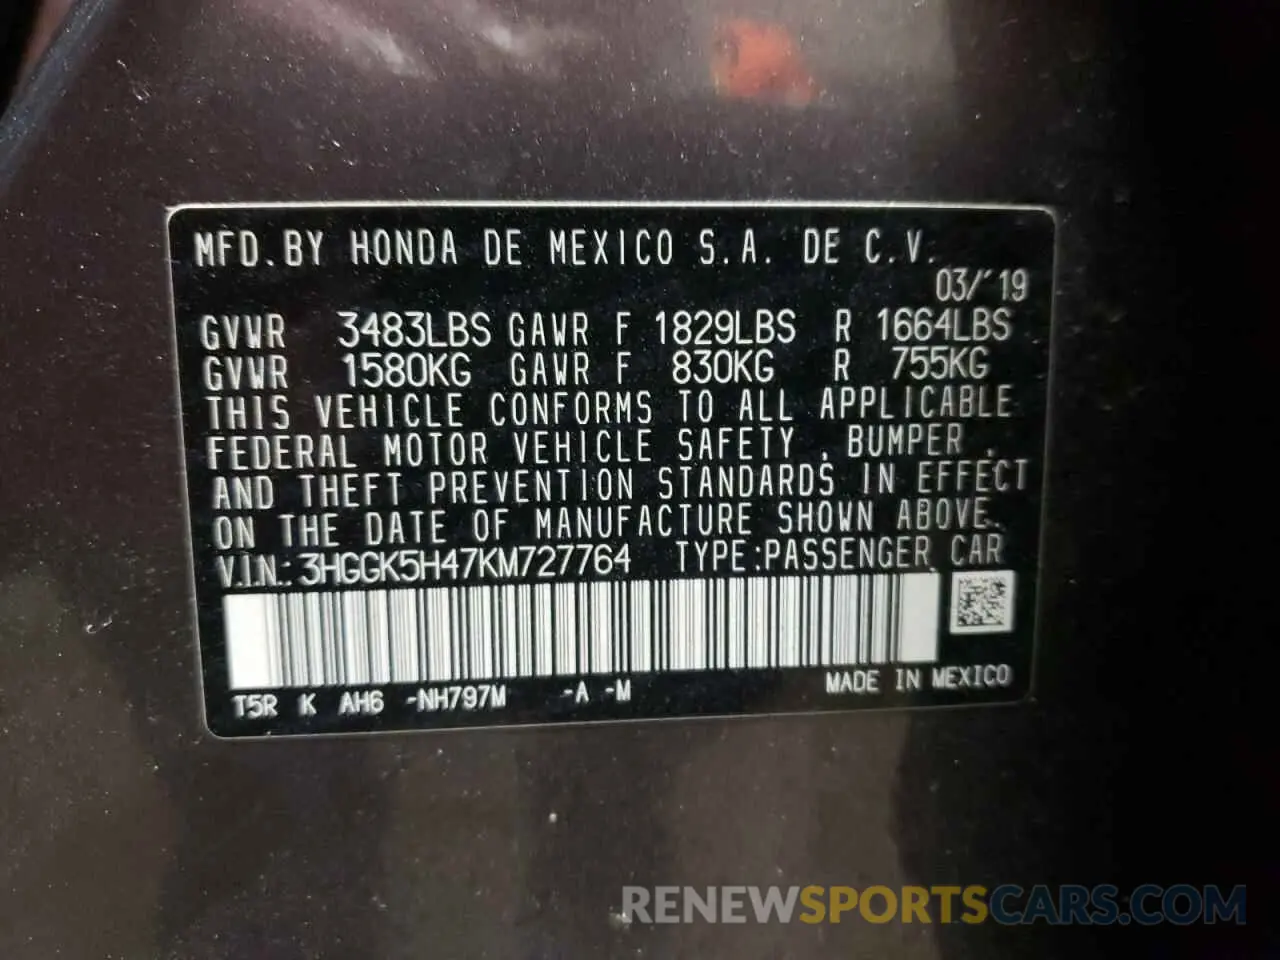 MFD.BY HONDA DE MEXICO S.A. DE C.V.
03/'19
GVWR 3483LBS GAWR F 1829LBS R 1664LBS
GVWR 1580KG GAWR F 830KG R 755KG
THIS VEHICLE CONFORMS TO ALL APPLICABLE
FEDERAL MOTOR VEHICLE SAFETY , BUMPER ,
AND THEFT PREVENTION STANDARDS IN EFFECT
ON THE DATE OF MANUFACTURE SHOWN ABOVE.
V.I.N.: 3HGGK5H47KM727764 TYPE:PASSENGER CAR
T5R K AH6 -NH797M -A -M MADE IN MEXICO
RENEWSPORTSCARS.COM